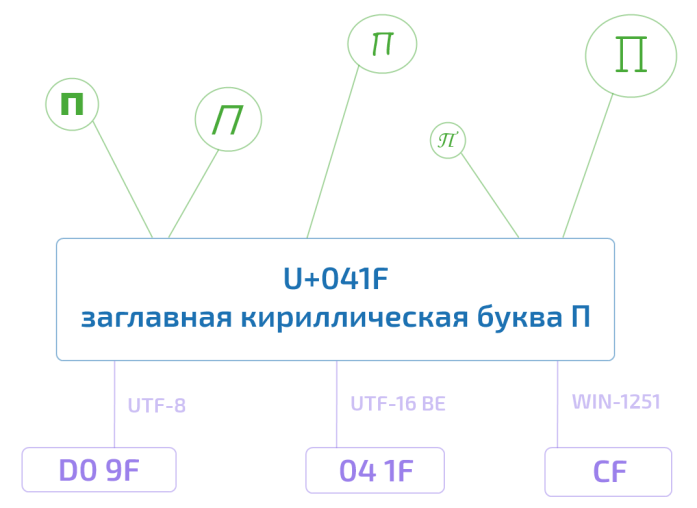 П
П
П
П
П
U+041F
заглавная кириллическая буква П
UTF-8
UTF-16 BE
WIN-1251
D0 9F
04 1F
CF